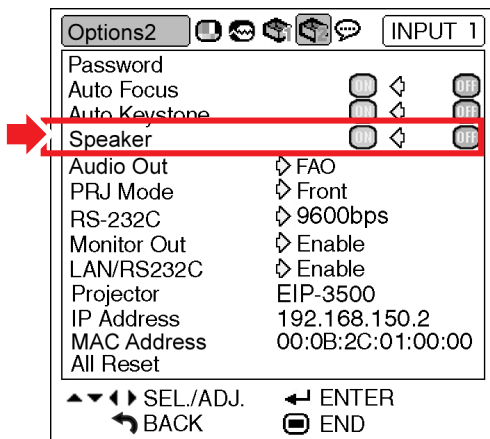 Options2 INPUT 1
Password
Auto Focus ON OFF
Auto Keystone ON OFF
Speaker ON OFF
Audio Out FAO
PRJ Mode Front
RS-232C 9600bps
Monitor Out Enable
LAN/RS232C Enable
Projector EIP-3500
IP Address 192.168.150.2
MAC Address 00:0B:2C:01:00:00
All Reset
SEL./ADJ. ENTER
BACK END